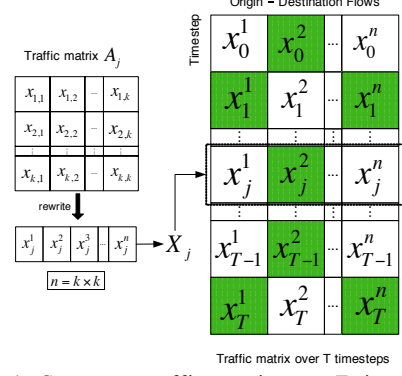 Origin – Destination Flows
Timestep
Traffic matrix A_j
x_{1,1} x_{1,2} ... x_{1,k}
x_{2,1} x_{2,2} ... x_{2,k}
⋮ ⋮ ⋮ ⋮
x_{k,1} x_{k,2} ... x_{k,k}
rewrite
x_j^1 x_j^2 x_j^3 ... x_j^n
X_j
n = k × k
x_0^1 x_0^2 ... x_0^n
x_1^1 x_1^2 ... x_1^n
⋮ ⋮ ⋮ ⋮
x_j^1 x_j^2 ... x_j^n
⋮ ⋮ ⋮ ⋮
x_{T-1}^1 x_{T-1}^2 ... x_{T-1}^n
x_T^1 x_T^2 ... x_T^n
Traffic matrix over T timesteps